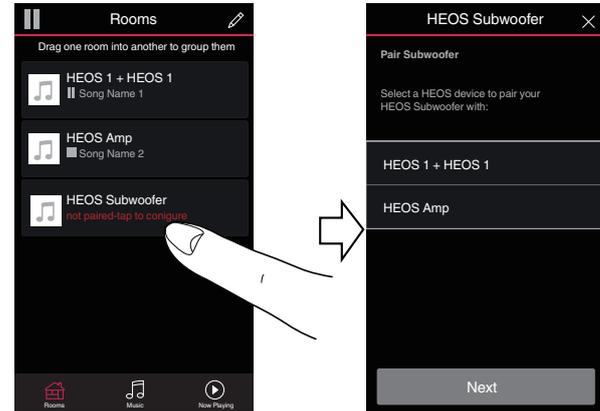 Rooms
Drag one room into another to group them
HEOS 1 + HEOS 1
Song Name 1
HEOS Amp
Song Name 2
HEOS Subwoofer
not paired-tap to conigure
Rooms
Music
Now Playing
HEOS Subwoofer
Pair Subwoofer
Select a HEOS device to pair your
HEOS Subwoofer with:
HEOS 1 + HEOS 1
HEOS Amp
Next